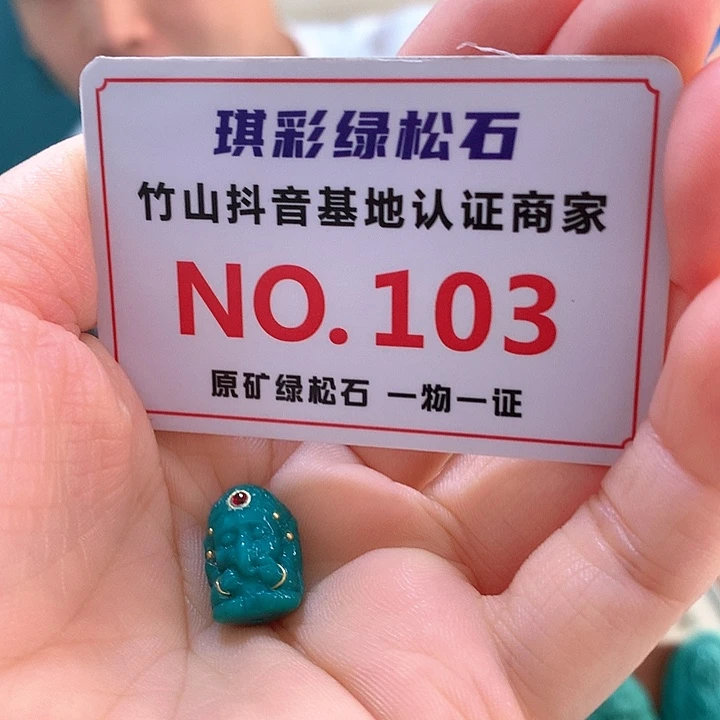 琪彩绿松石
竹山抖音基地认证商家
NO.103
原矿绿松石 一物一证